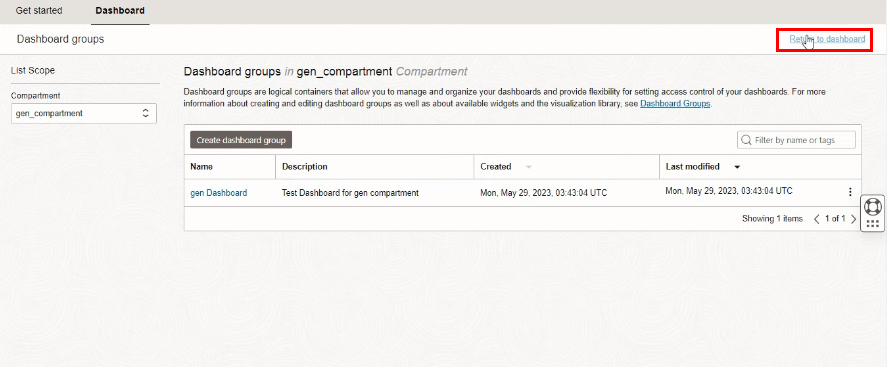 Get started Dashboard
Dashboard groups
Return to dashboard
List Scope
Compartment
gen_compartment
Dashboard groups in gen_compartment Compartment
Dashboard groups are logical containers that allow you to manage and organize your dashboards and provide flexibility for setting access control of your dashboards. For more
information about creating and editing dashboard groups as well as about available widgets and the visualization library, see Dashboard Groups.
Create dashboard group
Filter by name or tags
Name Description Created Last modified
gen Dashboard Test Dashboard for gen compartment Mon, May 29, 2023, 03:43:04 UTC Mon, May 29, 2023, 03:43:04 UTC
Showing 1 items 1 of 1